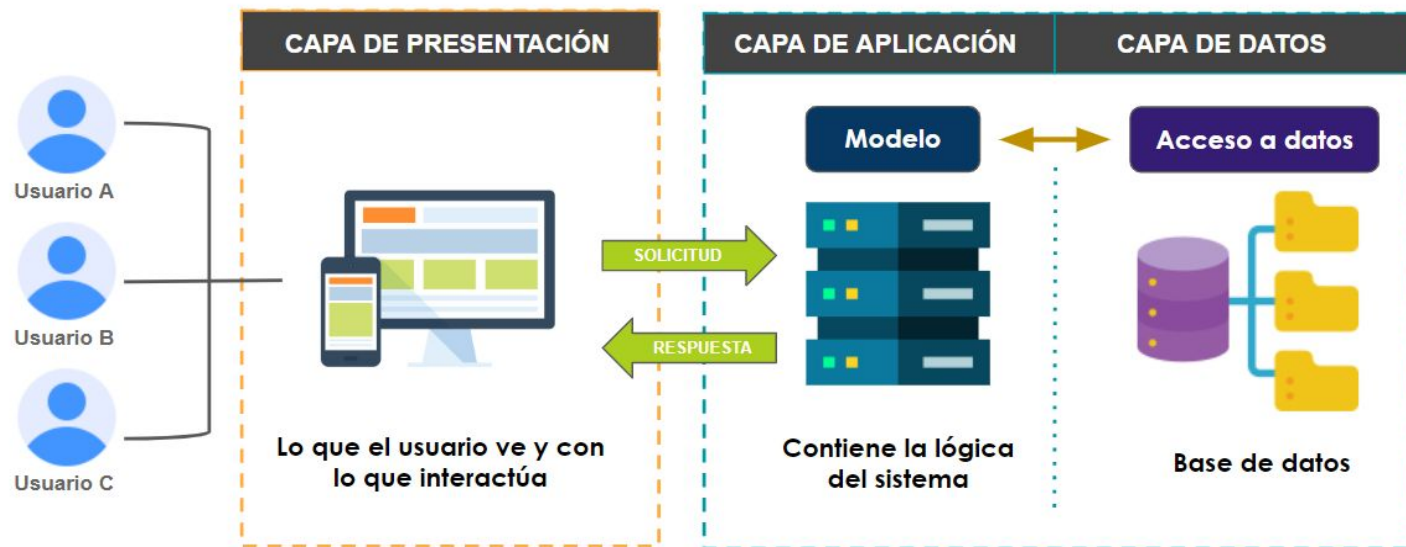 CAPA DE PRESENTACIÓN
CAPA DE APLICACIÓN
CAPA DE DATOS
Usuario A
Usuario B
Usuario C
Lo que el usuario ve y con
lo que interactúa
SOLICITUD
RESPUESTA
Modelo
Contiene la lógica
del sistema
Acceso a datos
Base de datos